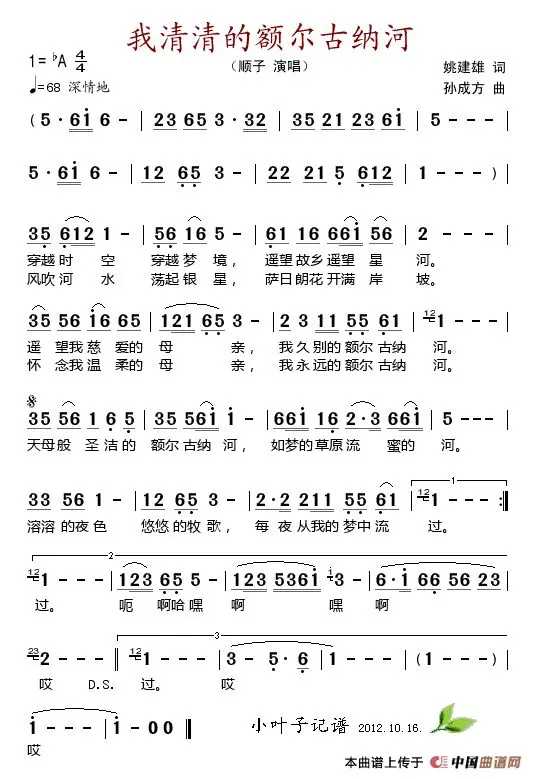 我清清的额尔古纳河
（顺子 演唱）
1=♭A 4/4
♩=68 深情地
姚建雄 词
孙成方 曲
( 5 · 6i 6 - | 23 65 3 · 32 | 35 21 23 6i | 5 - - - |
5 · 6i 6 - | 12 65 3 - | 22 21 5 612 | 1 - - ) |
35 612 1 - | 56 i6 5 - | 61 16 66i 56 | 2 - - - |
穿越时 空 穿越梦 境， 遥望故乡遥望 星 河。
风吹河 水 荡起银 星， 萨日朗花开满 岸 坡。
35 56 i6 65 | 121 65 3 - | 2 3 2 110 55 61 | 12 1 - - - |
遥 望我慈 爱的 母 亲， 我 久别的额尔 古纳 河。
怀 念我温 柔的 母 亲， 我 永远的额尔 古纳 河。
𝄋
35 56 1 6 5 | 35 56i i - | 66i 16 2·3 66i | 5 - - - |
天母般 圣洁的 额尔古纳 河， 如梦的草原流 蜜的 河。
33 56 1 - | 12 65 3 - | 2·2 211 55 61 | 1. 12 1 - - :‖
溶溶的夜色 悠悠的牧歌， 每 夜从我的梦中流 过。
2. 12 1 - - - | 123 65 5 - | 123 536i i 3 - | 6·i 66 56 23 |
过。 呃 啊哈嘿 啊 嘿 啊
23 2 - - - ‖ 3. 12 1 - - - | 3 - 5·6 | 1 - - - | ( 1 - - - ) |
哎 D.S. 过。 哎
i - - - | i - 0 0 ‖
哎
小叶子记谱 2012.10.16.
本曲谱上传于 中国曲谱网